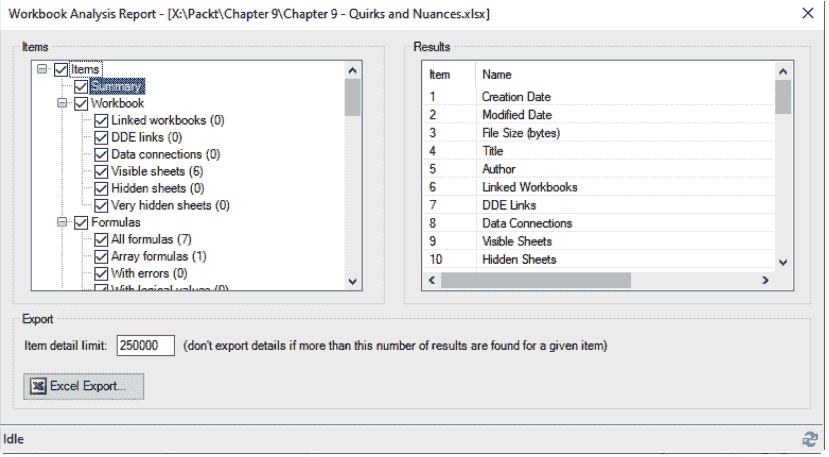 Workbook Analysis Report - [X:\Packt\Chapter 9\Chapter 9 - Quirks and Nuances.xlsx]
Items
Items
Summary
Workbook
Linked workbooks (0)
DDE links (0)
Data connections (0)
Visible sheets (6)
Hidden sheets (0)
Very hidden sheets (0)
Formulas
All formulas (7)
Array formulas (1)
With errors (0)
With logical values (0)
Results
Item Name
1 Creation Date
2 Modified Date
3 File Size (bytes)
4 Title
5 Author
6 Linked Workbooks
7 DDE Links
8 Data Connections
9 Visible Sheets
10 Hidden Sheets
Export
Item detail limit: 250000 (don't export details if more than this number of results are found for a given item)
Excel Export...
Idle